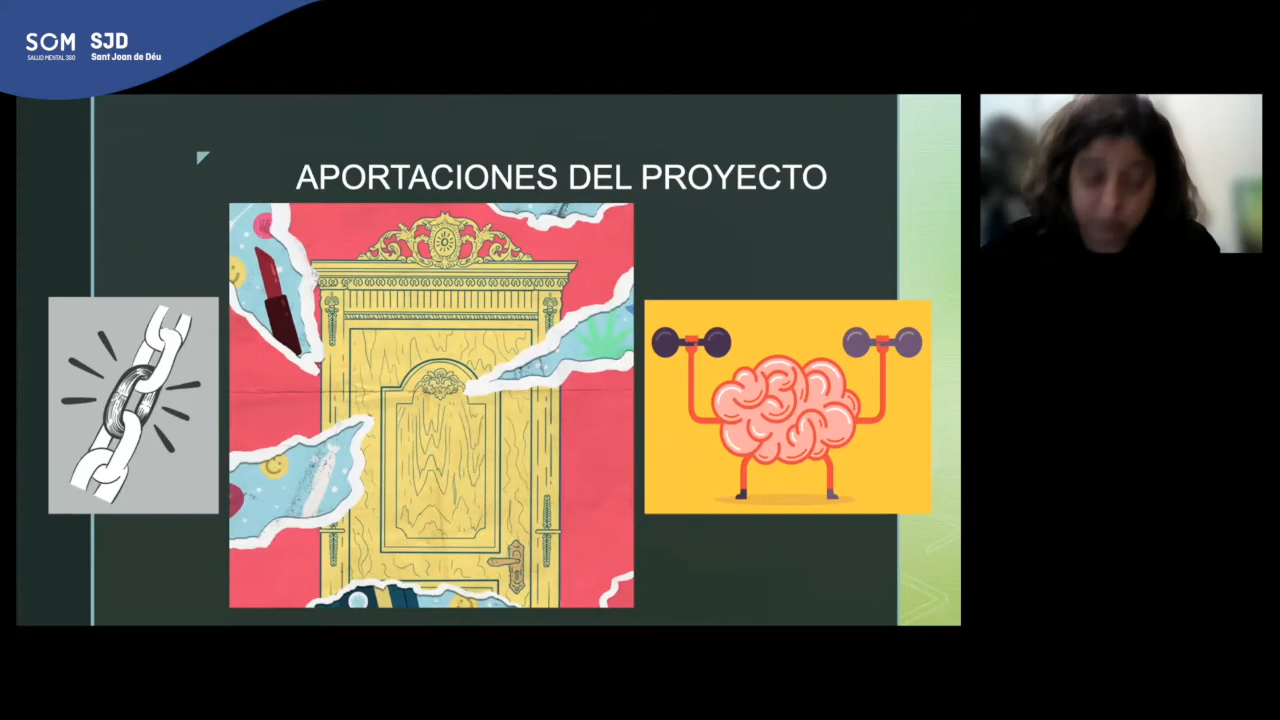 SOM
SALUD MENTAL 360
SJD
Sant Joan de Déu
APORTACIONES DEL PROYECTO